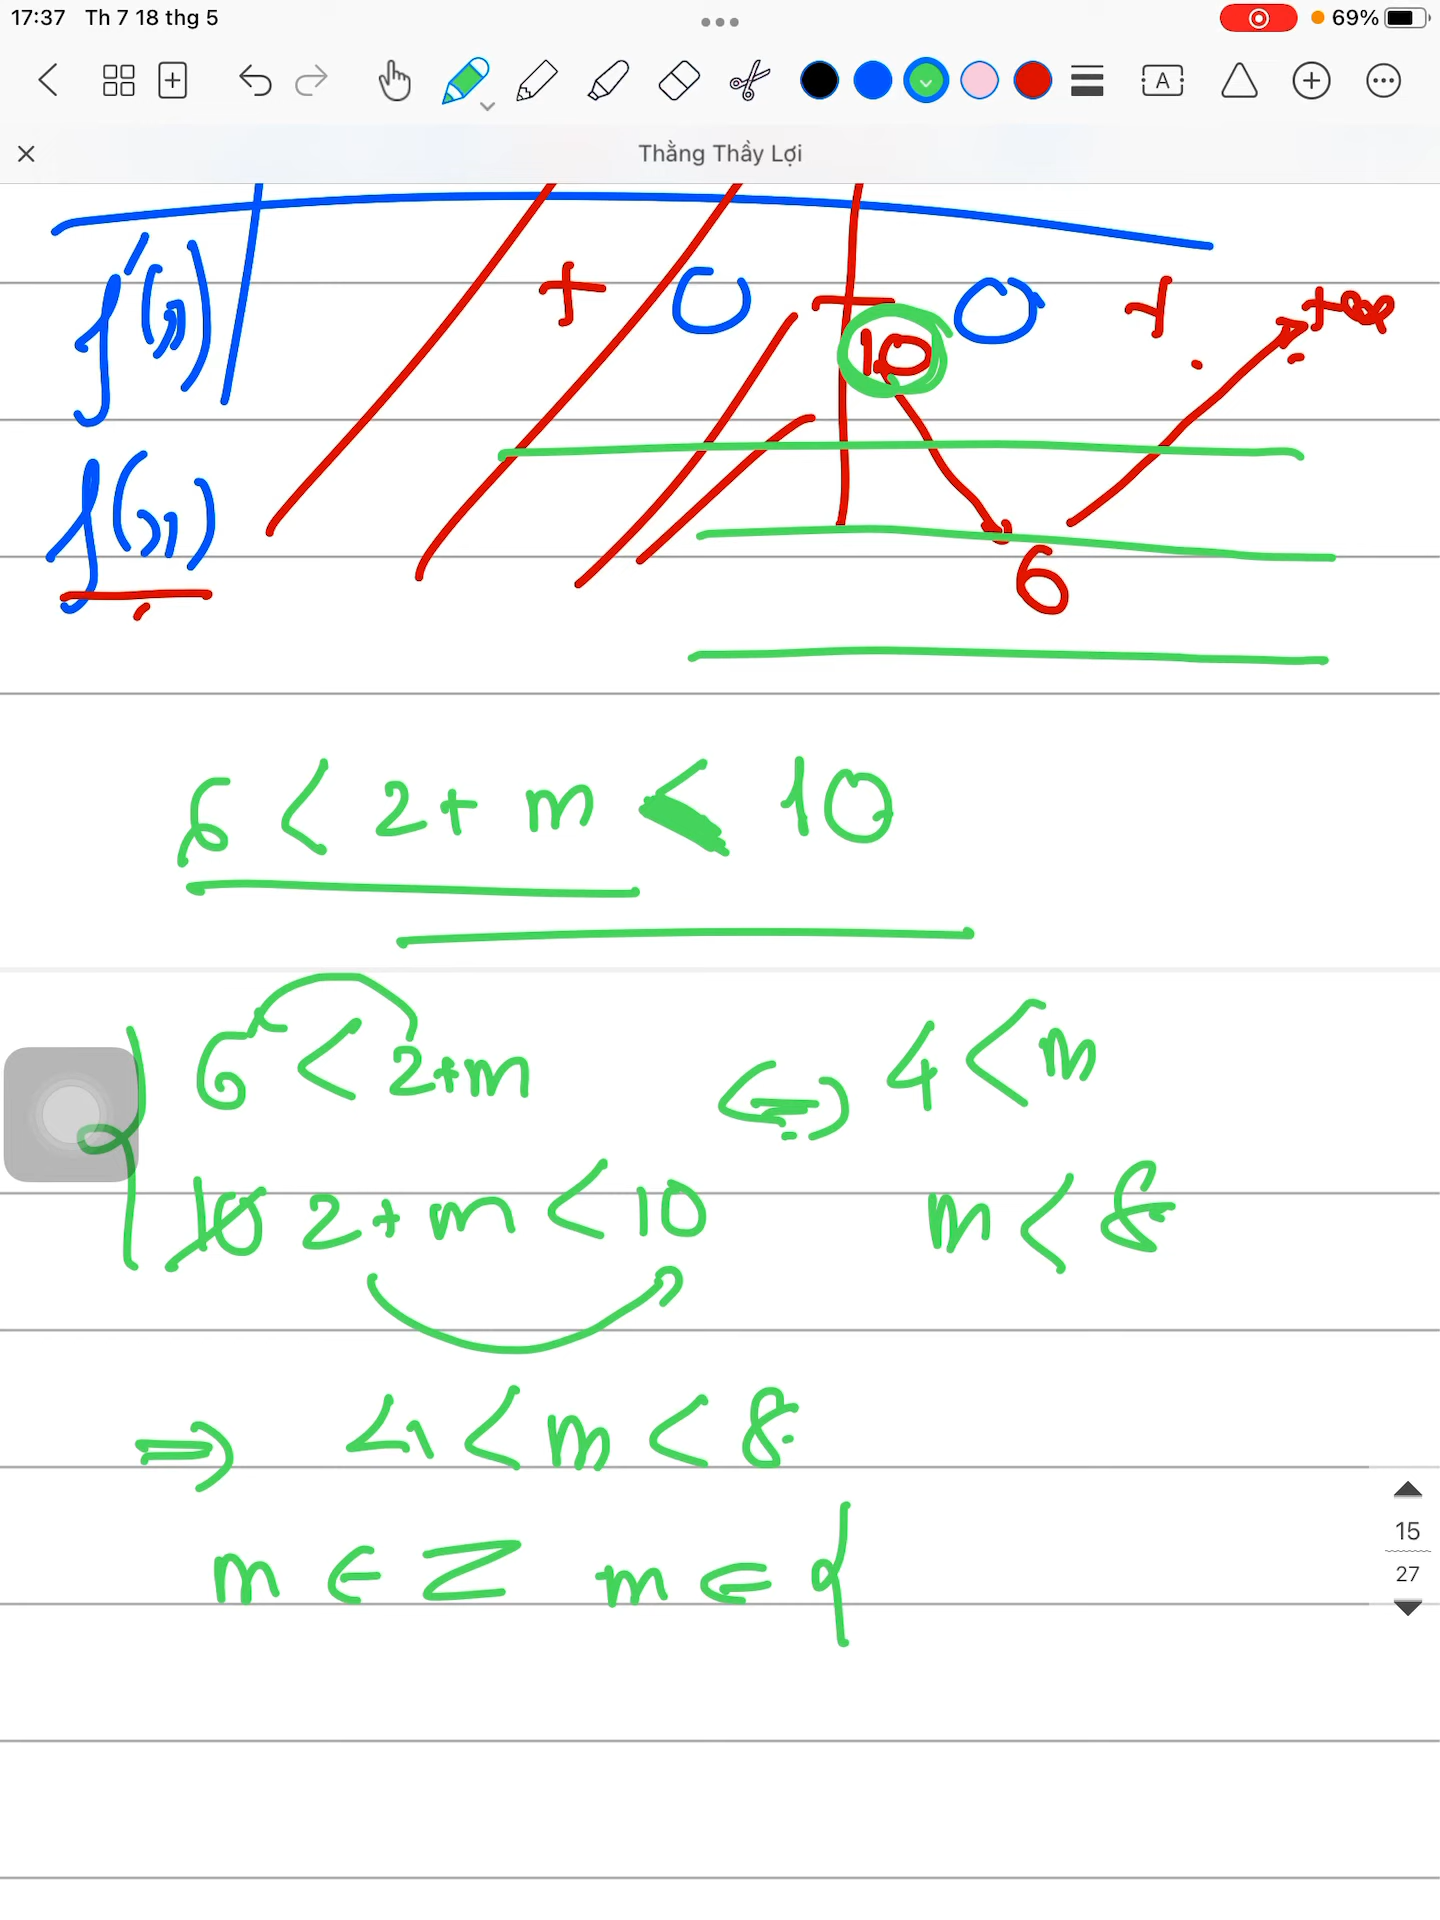 17:37 Th 7 18 thg 5 69%
A
Thằng Thầy Lợi
f'(x) + 0 - 0 + +∞
10
f(x)
6
6 < 2 + m < 10
6 < 2+m <=> 4 < m
2 + m < 10 m < 8
=> 4 < m < 8
15
m ∈ Z m ∈ {
27